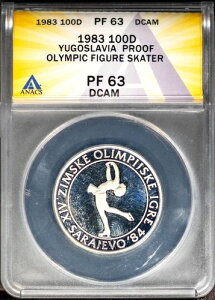 1983 100D PF 63 DCAM
1983 100D
YUGOSLAVIA PROOF
OLYMPIC FIGURE SKATER
PF 63
DCAM
ANACS
XIV ZIMSKE OLIMPIJSKE IGRE
SARAJEVO '84